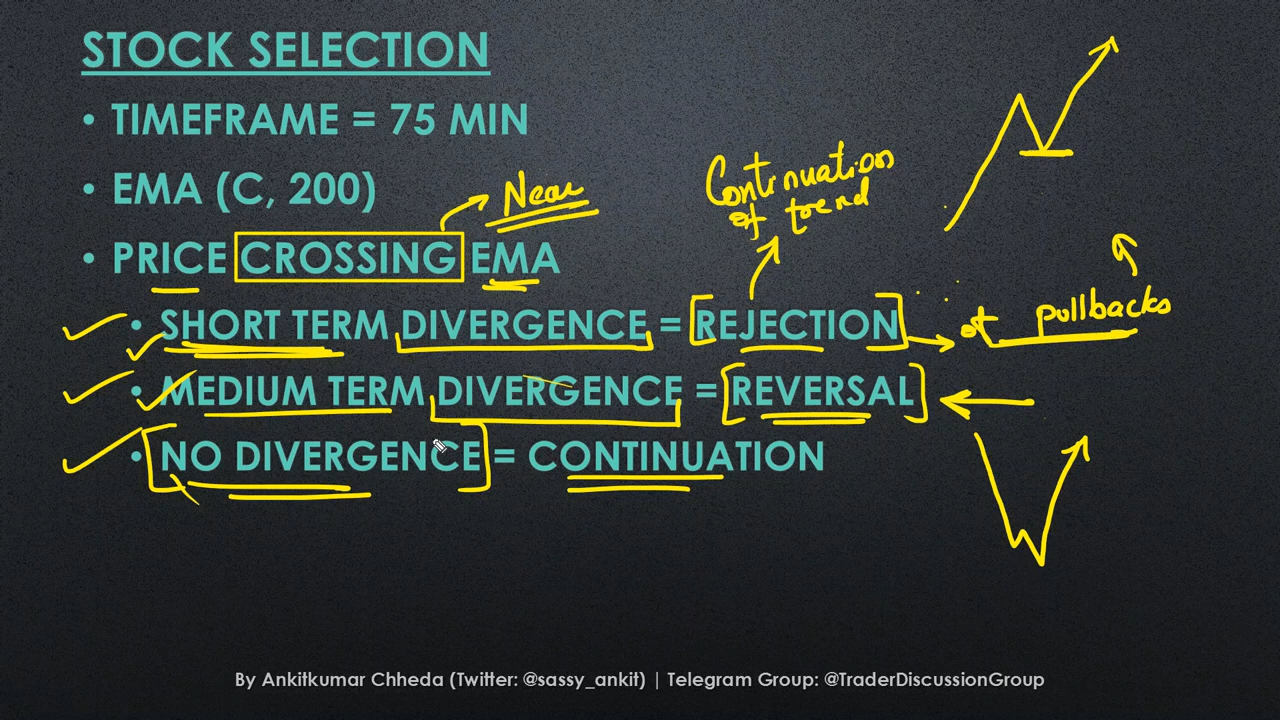 STOCK SELECTION
• TIMEFRAME = 75 MIN
• EMA (C, 200)
Near
Continuation
of trend
• PRICE CROSSING EMA
• SHORT TERM DIVERGENCE = REJECTION
of pullbacks
• MEDIUM TERM DIVERGENCE = REVERSAL
• NO DIVERGENCE = CONTINUATION
By Ankitkumar Chheda (Twitter: @sassy_ankit) | Telegram Group: @TraderDiscussionGroup